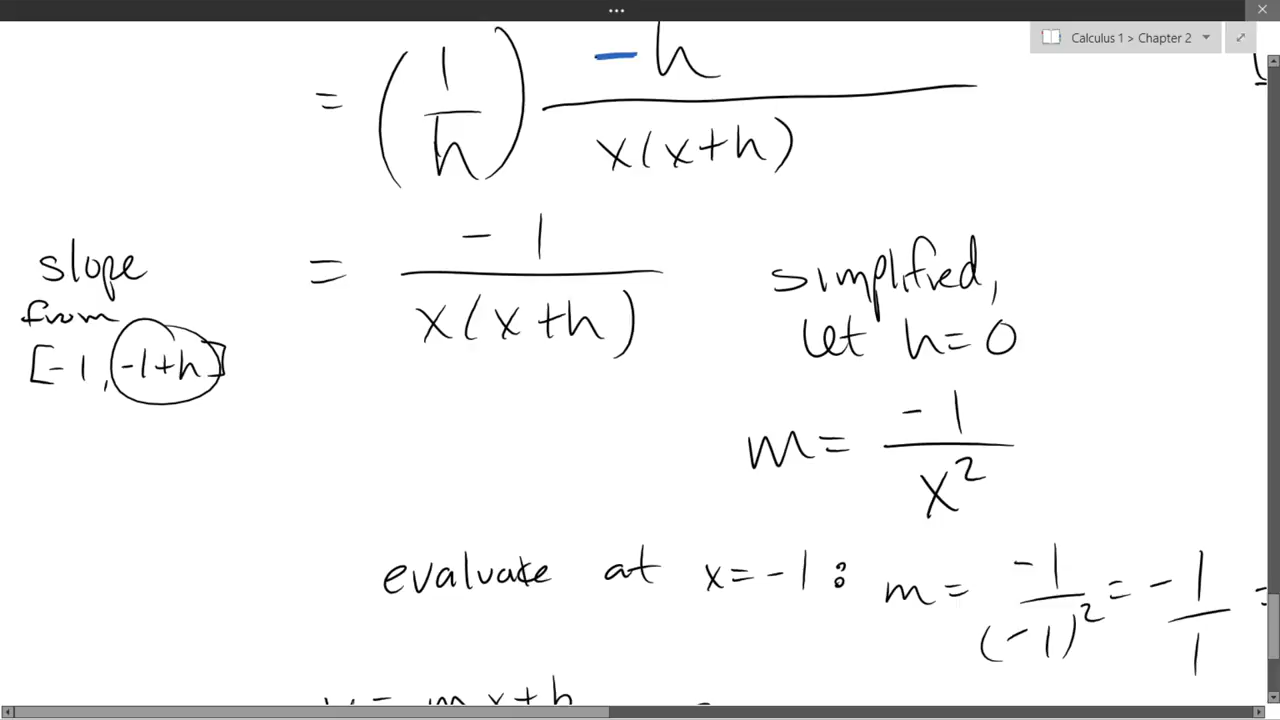 Calculus 1 > Chapter 2
= (1/h) -h/x(x+h)
= -1/x(x+h)
simplified,
let h=0
slope
from
[-1, -1+h]
m = -1/x²
evaluate at x=-1: m = -1/(-1)² = -1/1 =